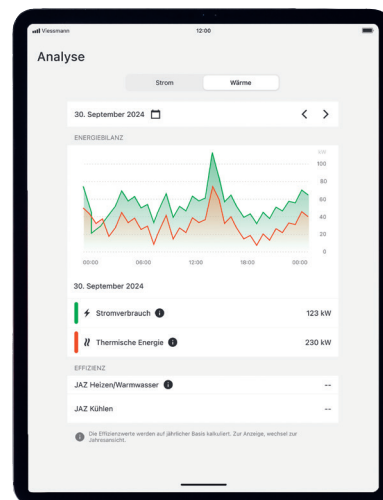 Viessmann 12:00
Analyse
Strom Wärme
30. September 2024
ENERGIEBILANZ
kW
100
80
60
40
20
0
00:00 06:00 12:00 18:00 00:00
30. September 2024
Stromverbrauch 123 kW
Thermische Energie 230 kW
EFFIZIENZ
JAZ Heizen/Warmwasser --
JAZ Kühlen --
Die Effizienzwerte werden auf jährlicher Basis kalkuliert. Zur Anzeige, wechsel zur
Jahresansicht.